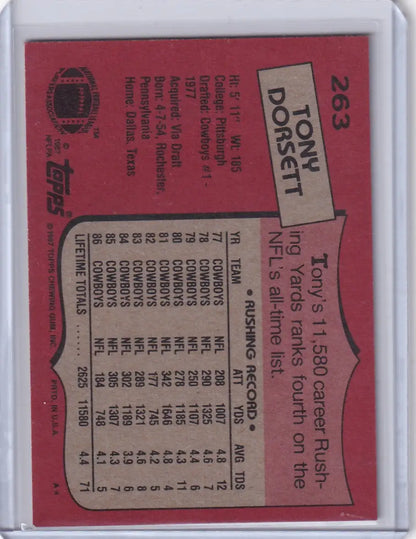 263
TONY
DORSETT
Ht: 5' 11" Wt: 185
College: Pittsburgh
Drafted: Cowboys #1 -
1977
Acquired: Via Draft
Born: 4-7-54 Rochester,
Pennsylvania
Home: Dallas, Texas
TM
© 1987
NFLPA
Topps
Tony's 11,580 career Rush-
ing Yards ranks fourth on the
NFL's all-time list.
• RUSHING RECORD •
YR TEAM ATT YDS AVG TDS
77 COWBOYS NFL 208 1007 4.8 12
78 COWBOYS NFL 290 1325 4.6 7
79 COWBOYS NFL 250 1107 4.4 6
80 COWBOYS NFL 278 1185 4.3 11
81 COWBOYS NFL 342 1646 4.8 4
82 COWBOYS NFL 177 745 4.2 5
83 COWBOYS NFL 289 1321 4.6 8
84 COWBOYS NFL 302 1189 3.9 6
85 COWBOYS NFL 305 1307 4.3 7
86 COWBOYS NFL 184 748 4.1 5
LIFETIME TOTALS ...... 2625 11580 4.4 71
© 1987 TOPPS CHEWING GUM, INC. PRTD. IN U.S.A. A*